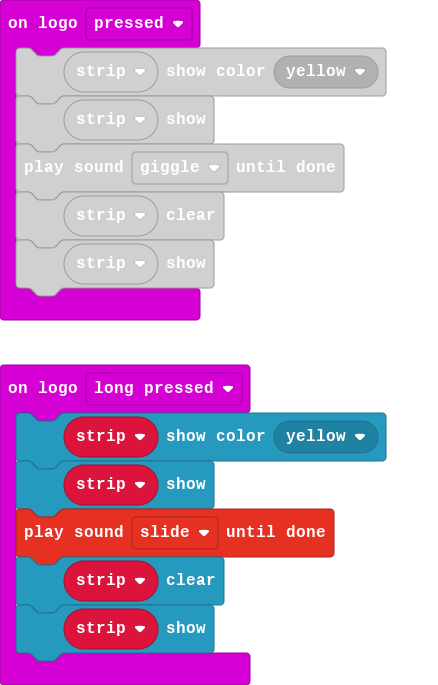 on logo pressed
strip show color yellow
strip show
play sound giggle until done
strip clear
strip show
on logo long pressed
strip show color yellow
strip show
play sound slide until done
strip clear
strip show